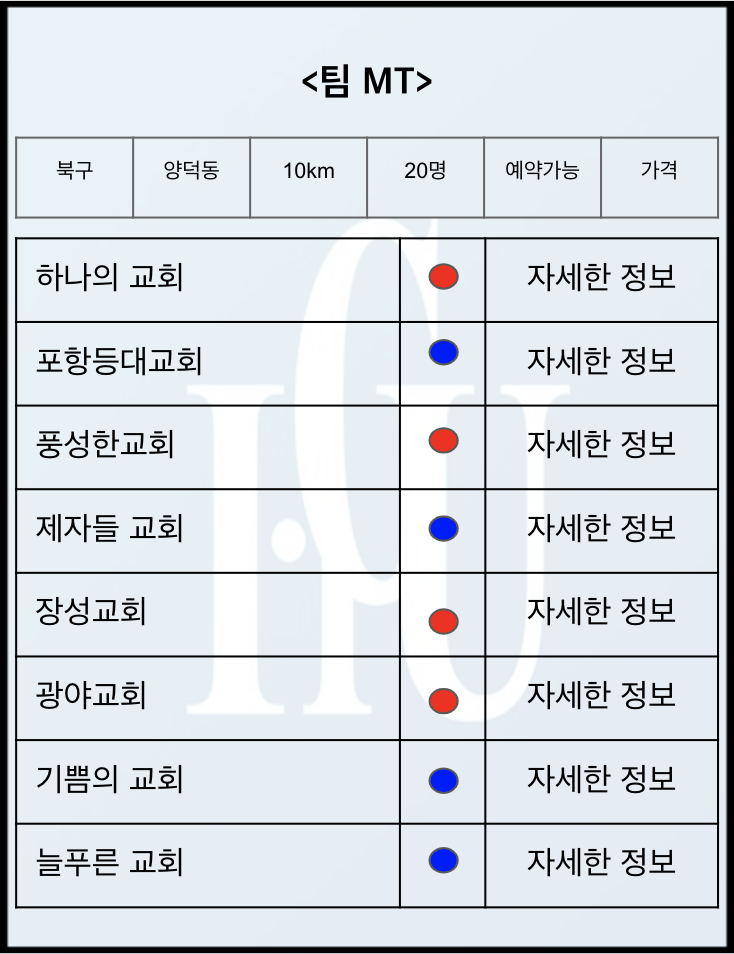 <팀 MT>
북구 양덕동 10km 20명 예약가능 가격
하나의 교회 자세한 정보
포항등대교회 자세한 정보
풍성한교회 자세한 정보
제자들 교회 자세한 정보
장성교회 자세한 정보
광야교회 자세한 정보
기쁨의 교회 자세한 정보
늘푸른 교회 자세한 정보